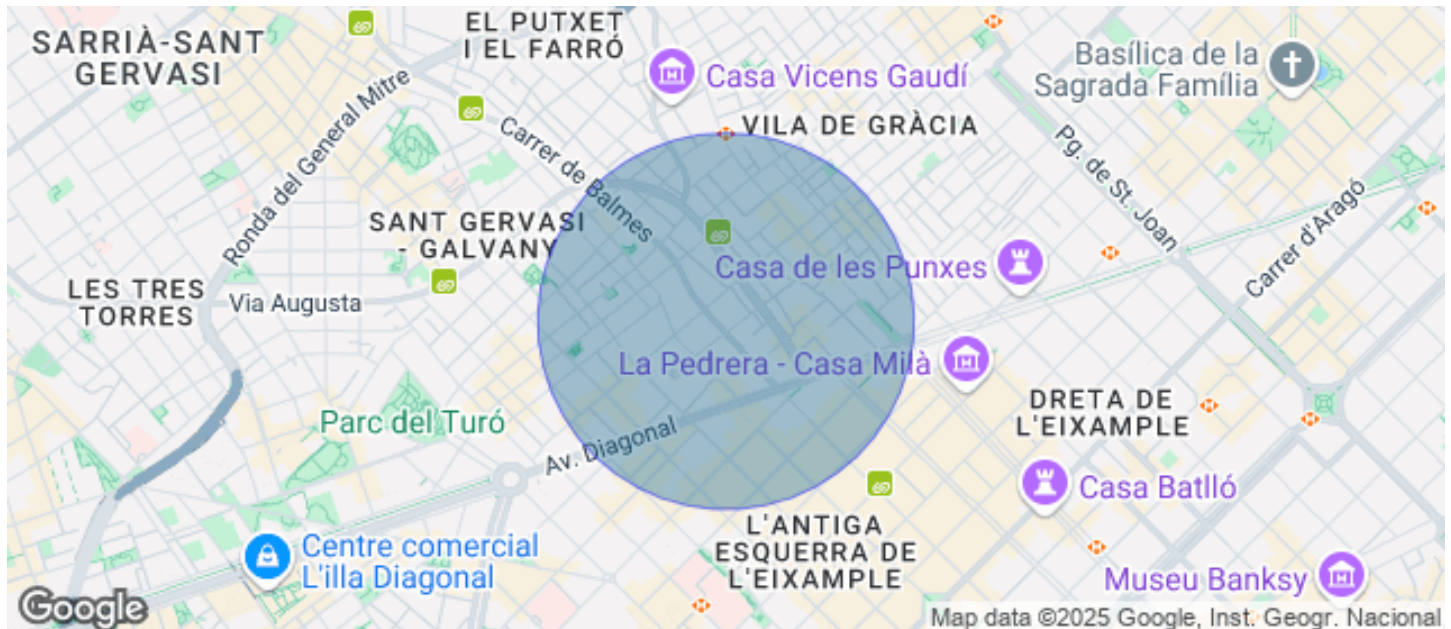 SARRIÀ-SANT
GERVASI
EL PUTXET
I EL FARRÓ
Casa Vicens Gaudí
Basílica de la
Sagrada Família
VILA DE GRÀCIA
Ronda del General Mitre
Carrer de Balmes
Pg. de St. Joan
Carrer d'Aragó
SANT GERVASI
- GALVANY
Casa de les Punxes
LES TRES
TORRES
Via Augusta
La Pedrera - Casa Milà
Parc del Turó
Av. Diagonal
DRETA DE
L'EIXAMPLE
Casa Batlló
L'ANTIGA
ESQUERRA DE
L'EIXAMPLE
Centre comercial
L'illa Diagonal
Museu Banksy
Google
Map data ©2025 Google, Inst. Geogr. Nacional